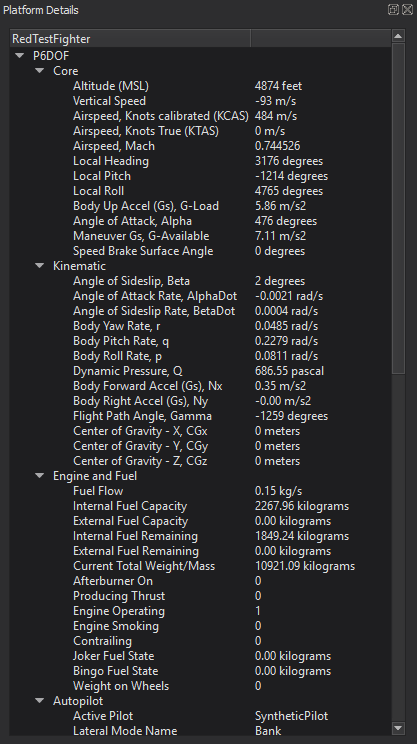 Platform Details
RedTestFighter
P6DOF
Core
Altitude (MSL) 4874 feet
Vertical Speed -93 m/s
Airspeed, Knots calibrated (KCAS) 484 m/s
Airspeed, Knots True (KTAS) 0 m/s
Airspeed, Mach 0.744526
Local Heading 3176 degrees
Local Pitch -1214 degrees
Local Roll 4765 degrees
Body Up Accel (Gs), G-Load 5.86 m/s2
Angle of Attack, Alpha 476 degrees
Maneuver Gs, G-Available 7.11 m/s2
Speed Brake Surface Angle 0 degrees
Kinematic
Angle of Sideslip, Beta 2 degrees
Angle of Attack Rate, AlphaDot -0.0021 rad/s
Angle of Sideslip Rate, BetaDot 0.0004 rad/s
Body Yaw Rate, r 0.0485 rad/s
Body Pitch Rate, q 0.2279 rad/s
Body Roll Rate, p 0.0811 rad/s
Dynamic Pressure, Q 686.55 pascal
Body Forward Accel (Gs), Nx 0.35 m/s2
Body Right Accel (Gs), Ny -0.00 m/s2
Flight Path Angle, Gamma -1259 degrees
Center of Gravity - X, CGx 0 meters
Center of Gravity - Y, CGy 0 meters
Center of Gravity - Z, CGz 0 meters
Engine and Fuel
Fuel Flow 0.15 kg/s
Internal Fuel Capacity 2267.96 kilograms
External Fuel Capacity 0.00 kilograms
Internal Fuel Remaining 1849.24 kilograms
External Fuel Remaining 0.00 kilograms
Current Total Weight/Mass 10921.09 kilograms
Afterburner On 0
Producing Thrust 0
Engine Operating 1
Engine Smoking 0
Contrailing 0
Joker Fuel State 0.00 kilograms
Bingo Fuel State 0.00 kilograms
Weight on Wheels 0
Autopilot
Active Pilot SyntheticPilot
Lateral Mode Name Bank